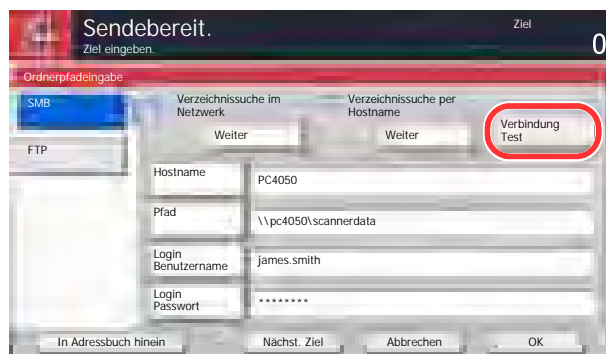 Sendebereit.
Ziel eingeben.
Ziel
0
Ordnerpfadeingabe
SMB
FTP
Verzeichnissuche im
Netzwerk
Weiter
Verzeichnissuche per
Hostname
Weiter
Verbindung
Test
Hostname
PC4050
Pfad
\\pc4050\scannerdata
Login
Benutzername
james.smith
Login
Passwort
********
In Adressbuch hinein
Nächst. Ziel
Abbrechen
OK